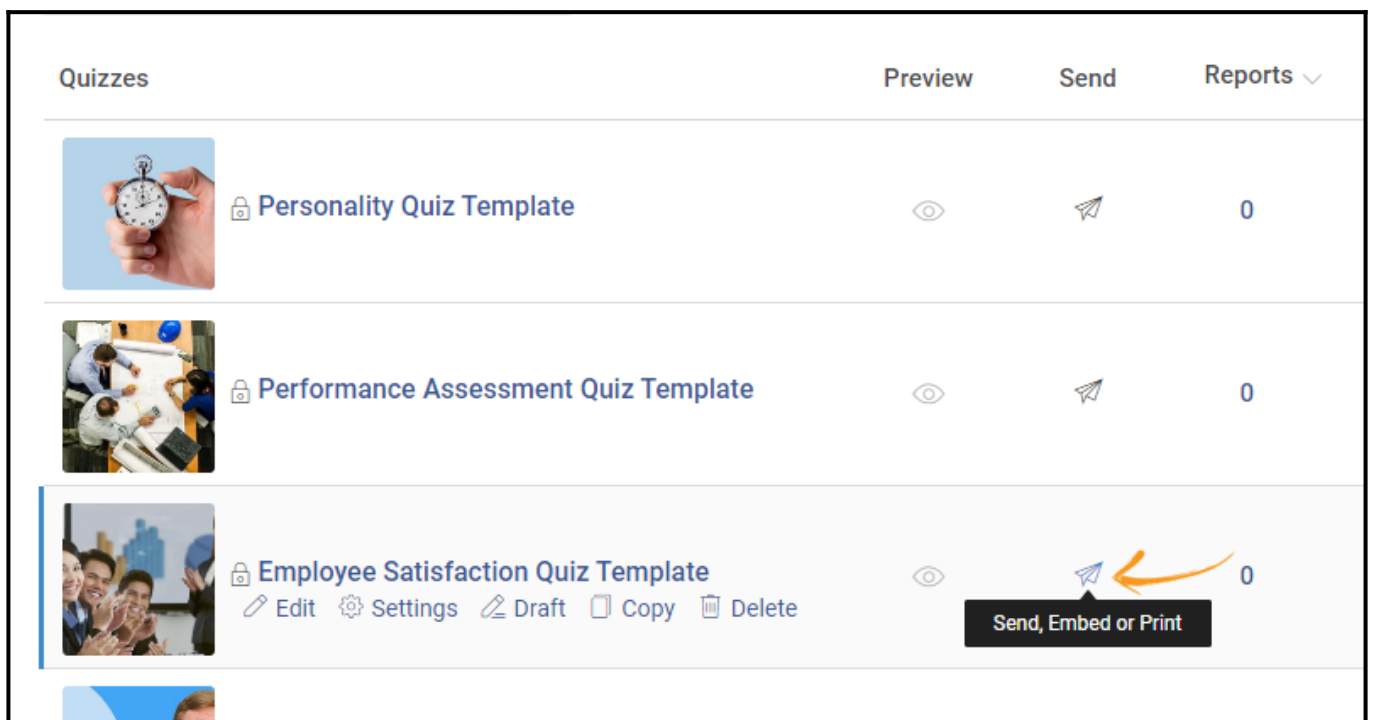 Quizzes Preview Send Reports
Personality Quiz Template 0
Performance Assessment Quiz Template 0
Employee Satisfaction Quiz Template 0
Edit Settings Draft Copy Delete
Send, Embed or Print